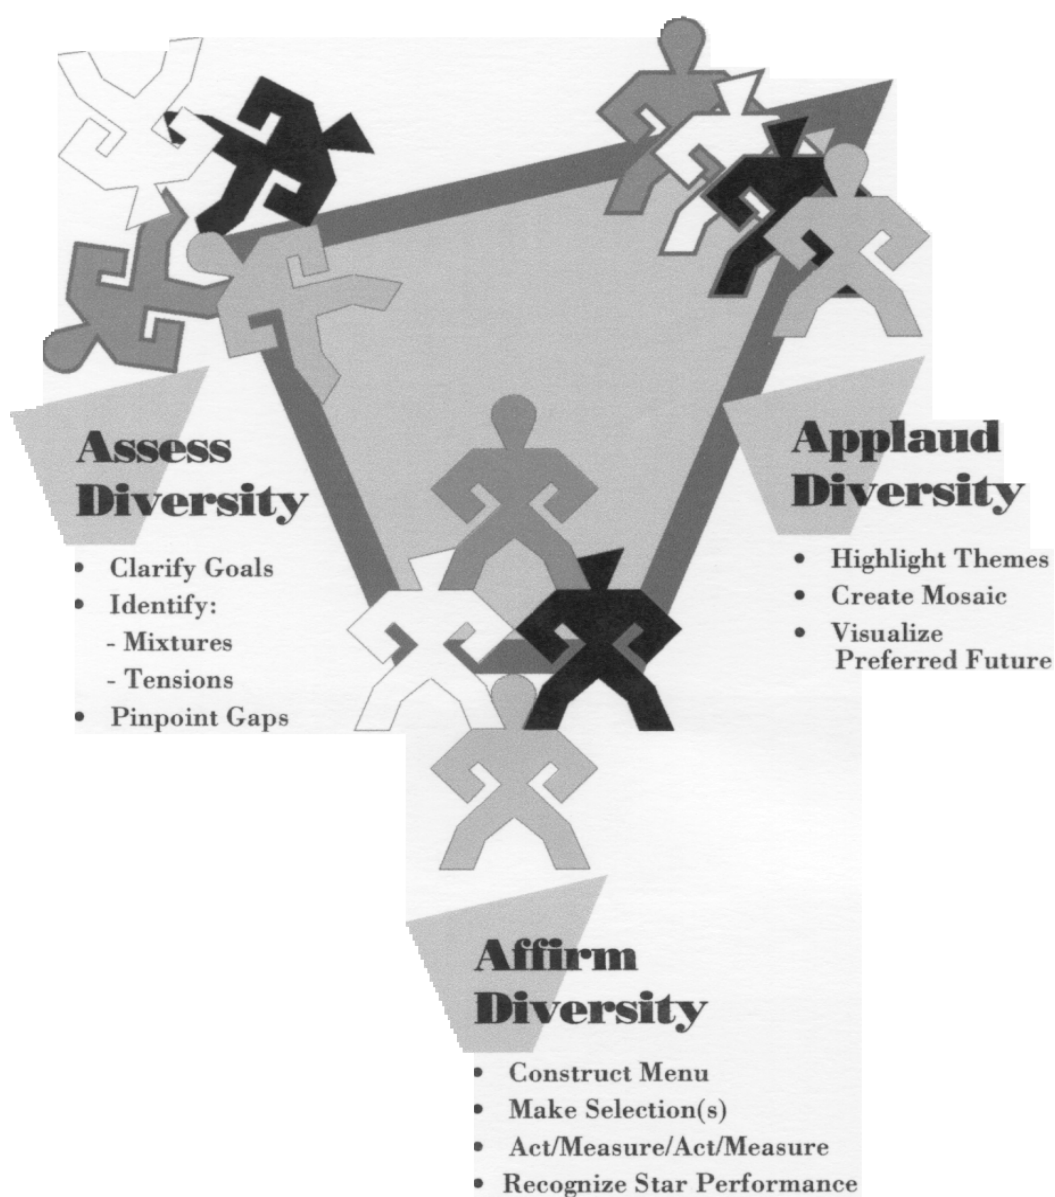 Assess
Diversity
• Clarify Goals
• Identify:
- Mixtures
- Tensions
• Pinpoint Gaps
Applaud
Diversity
• Highlight Themes
• Create Mosaic
• Visualize
Preferred Future
Affirm
Diversity
• Construct Menu
• Make Selection(s)
• Act/Measure/Act/Measure
• Recognize Star Performance